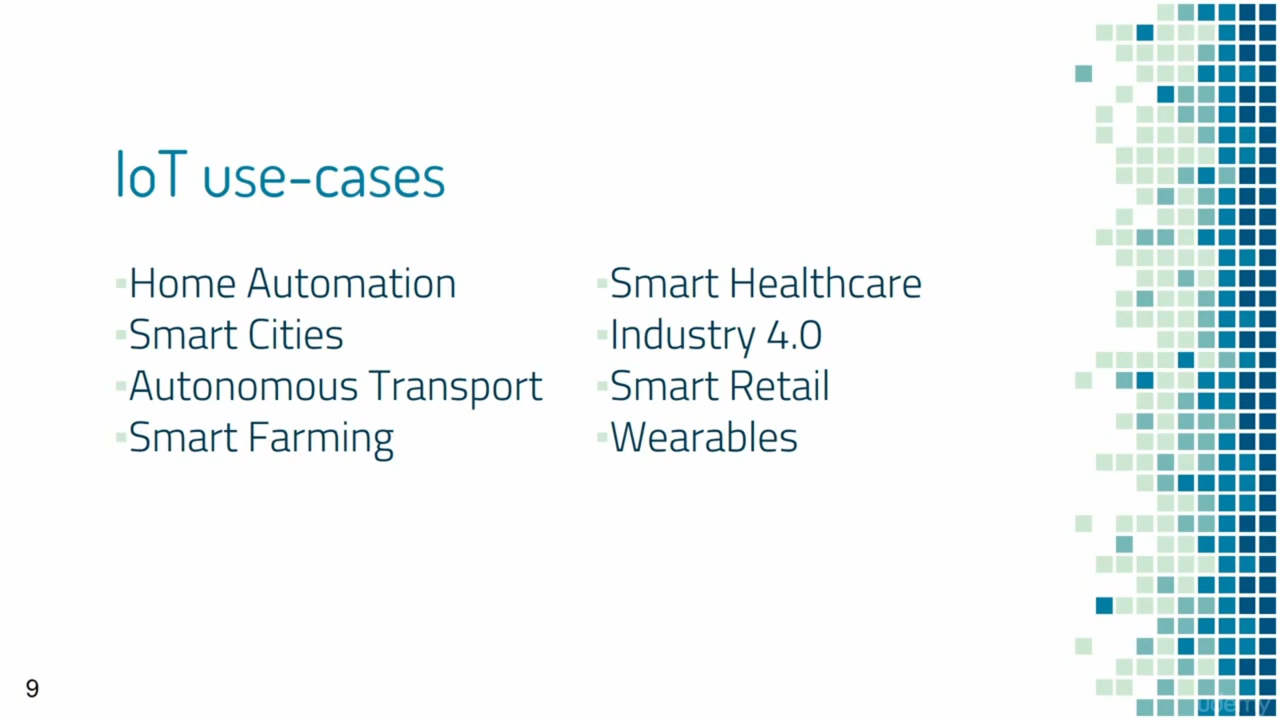 IoT use-cases
Home Automation
Smart Cities
Autonomous Transport
Smart Farming
Smart Healthcare
Industry 4.0
Smart Retail
Wearables
9
udemy